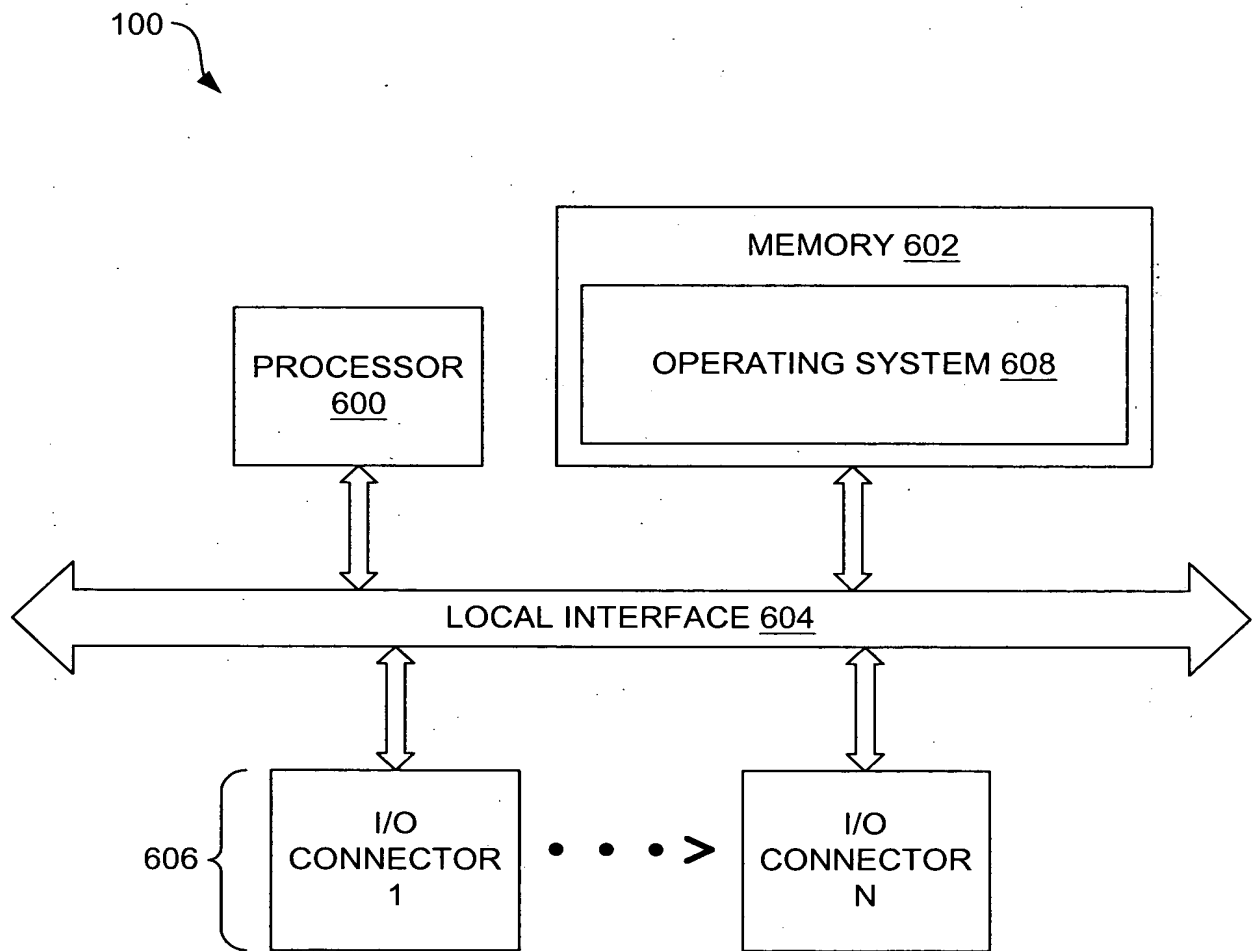 100
MEMORY 602
OPERATING SYSTEM 608
PROCESSOR
600
LOCAL INTERFACE 604
606
I/O
CONNECTOR
1
• • • >
I/O
CONNECTOR
N